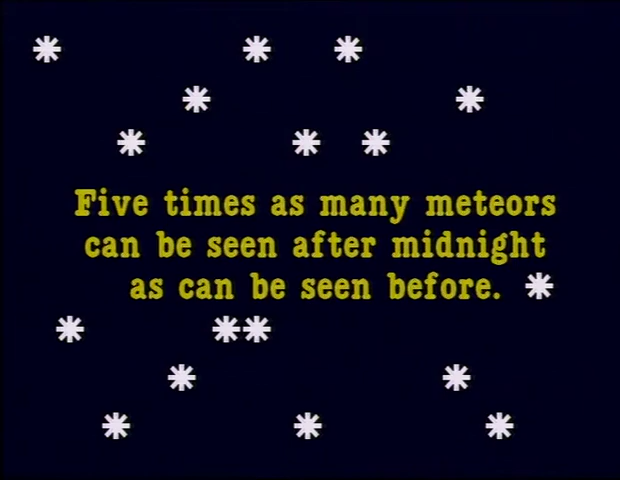 Five times as many meteors
can be seen after midnight
as can be seen before.